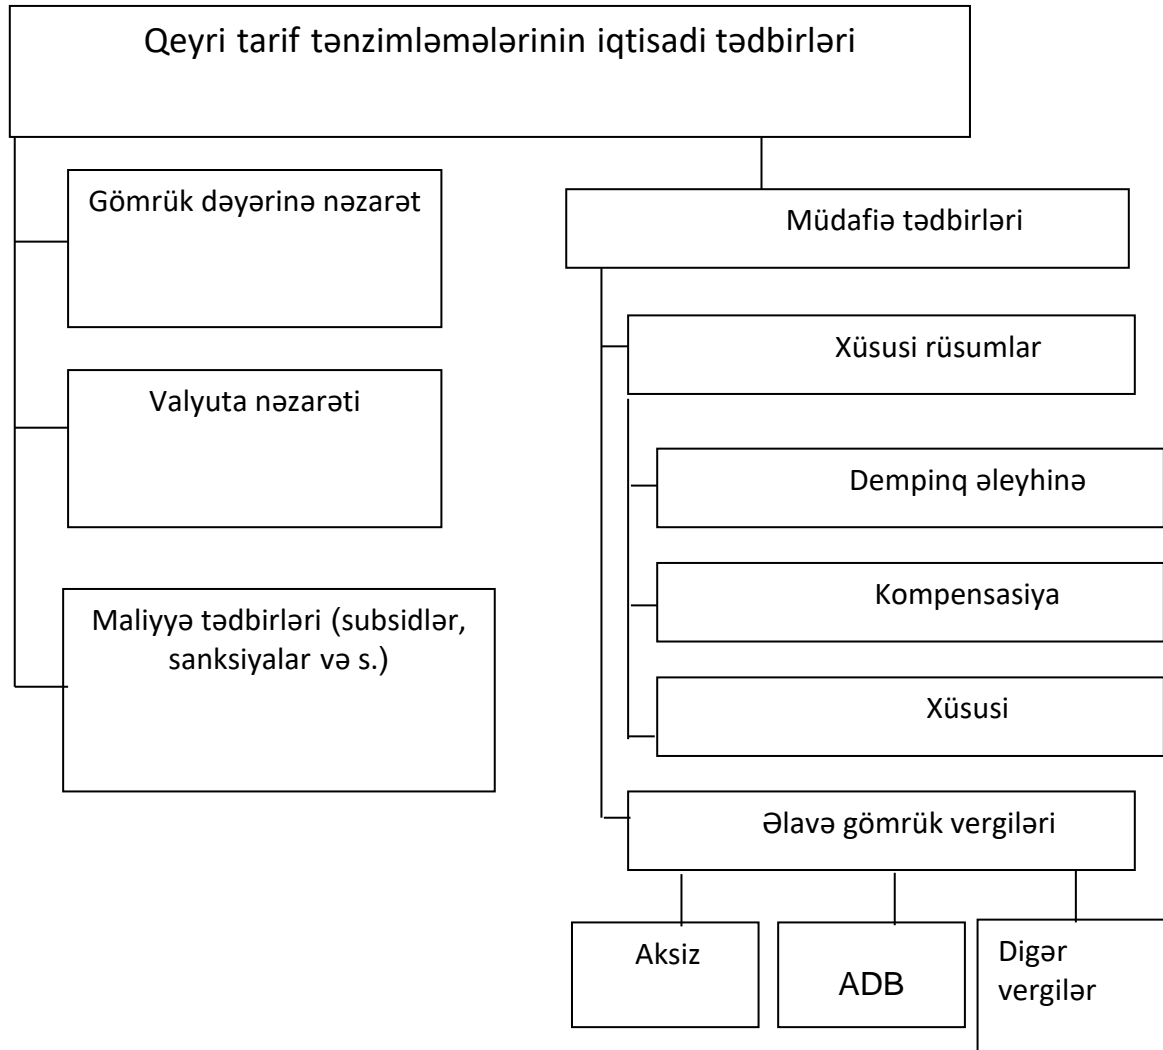 Qeyri tarif tənzimləmələrinin iqtisadi tədbirləri
Gömrük dəyərinə nəzarət
Valyuta nəzarəti
Maliyyə tədbirləri (subsidlər,
sanksiyalar və s.)
Müdafiə tədbirləri
Xüsusi rüsumlar
Dempinq əleyhinə
Kompensasiya
Xüsusi
Əlavə gömrük vergiləri
Aksiz
ADB
Digər
vergilər